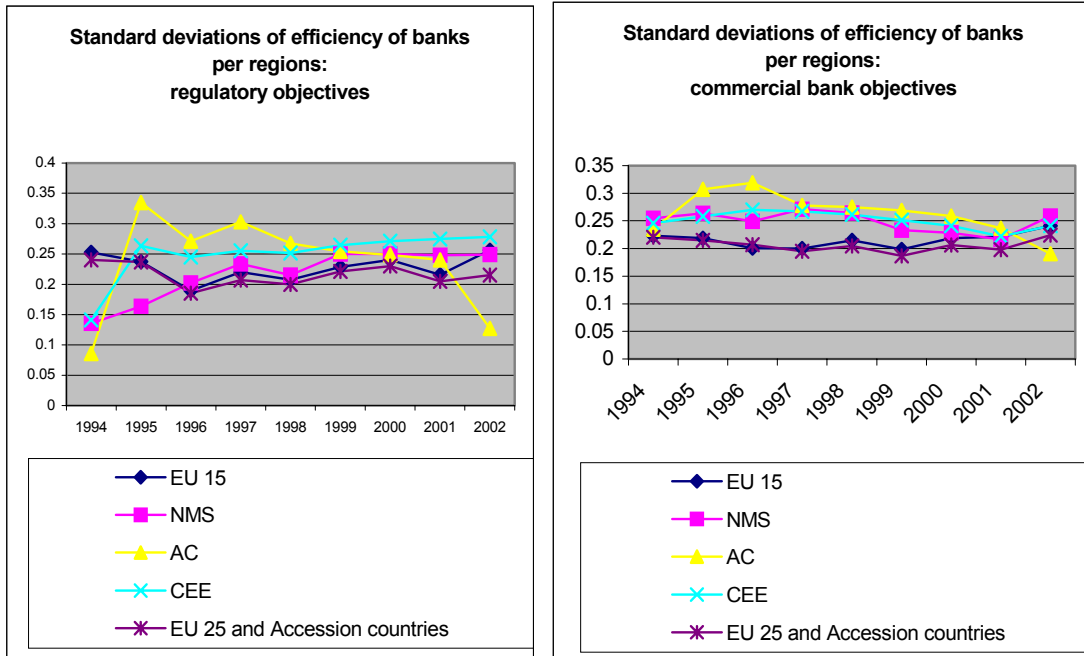 Standard deviations of efficiency of banks
per regions:
regulatory objectives
0.4
0.35
0.3
0.25
0.2
0.15
0.1
0.05
0
1994 1995 1996 1997 1998 1999 2000 2001 2002
EU 15
NMS
AC
CEE
EU 25 and Accession countries
Standard deviations of efficiency of banks
per regions:
commercial bank objectives
0.35
0.3
0.25
0.2
0.15
0.1
0.05
0
1994 1995 1996 1997 1998 1999 2000 2001 2002
EU 15
NMS
AC
CEE
EU 25 and Accession countries